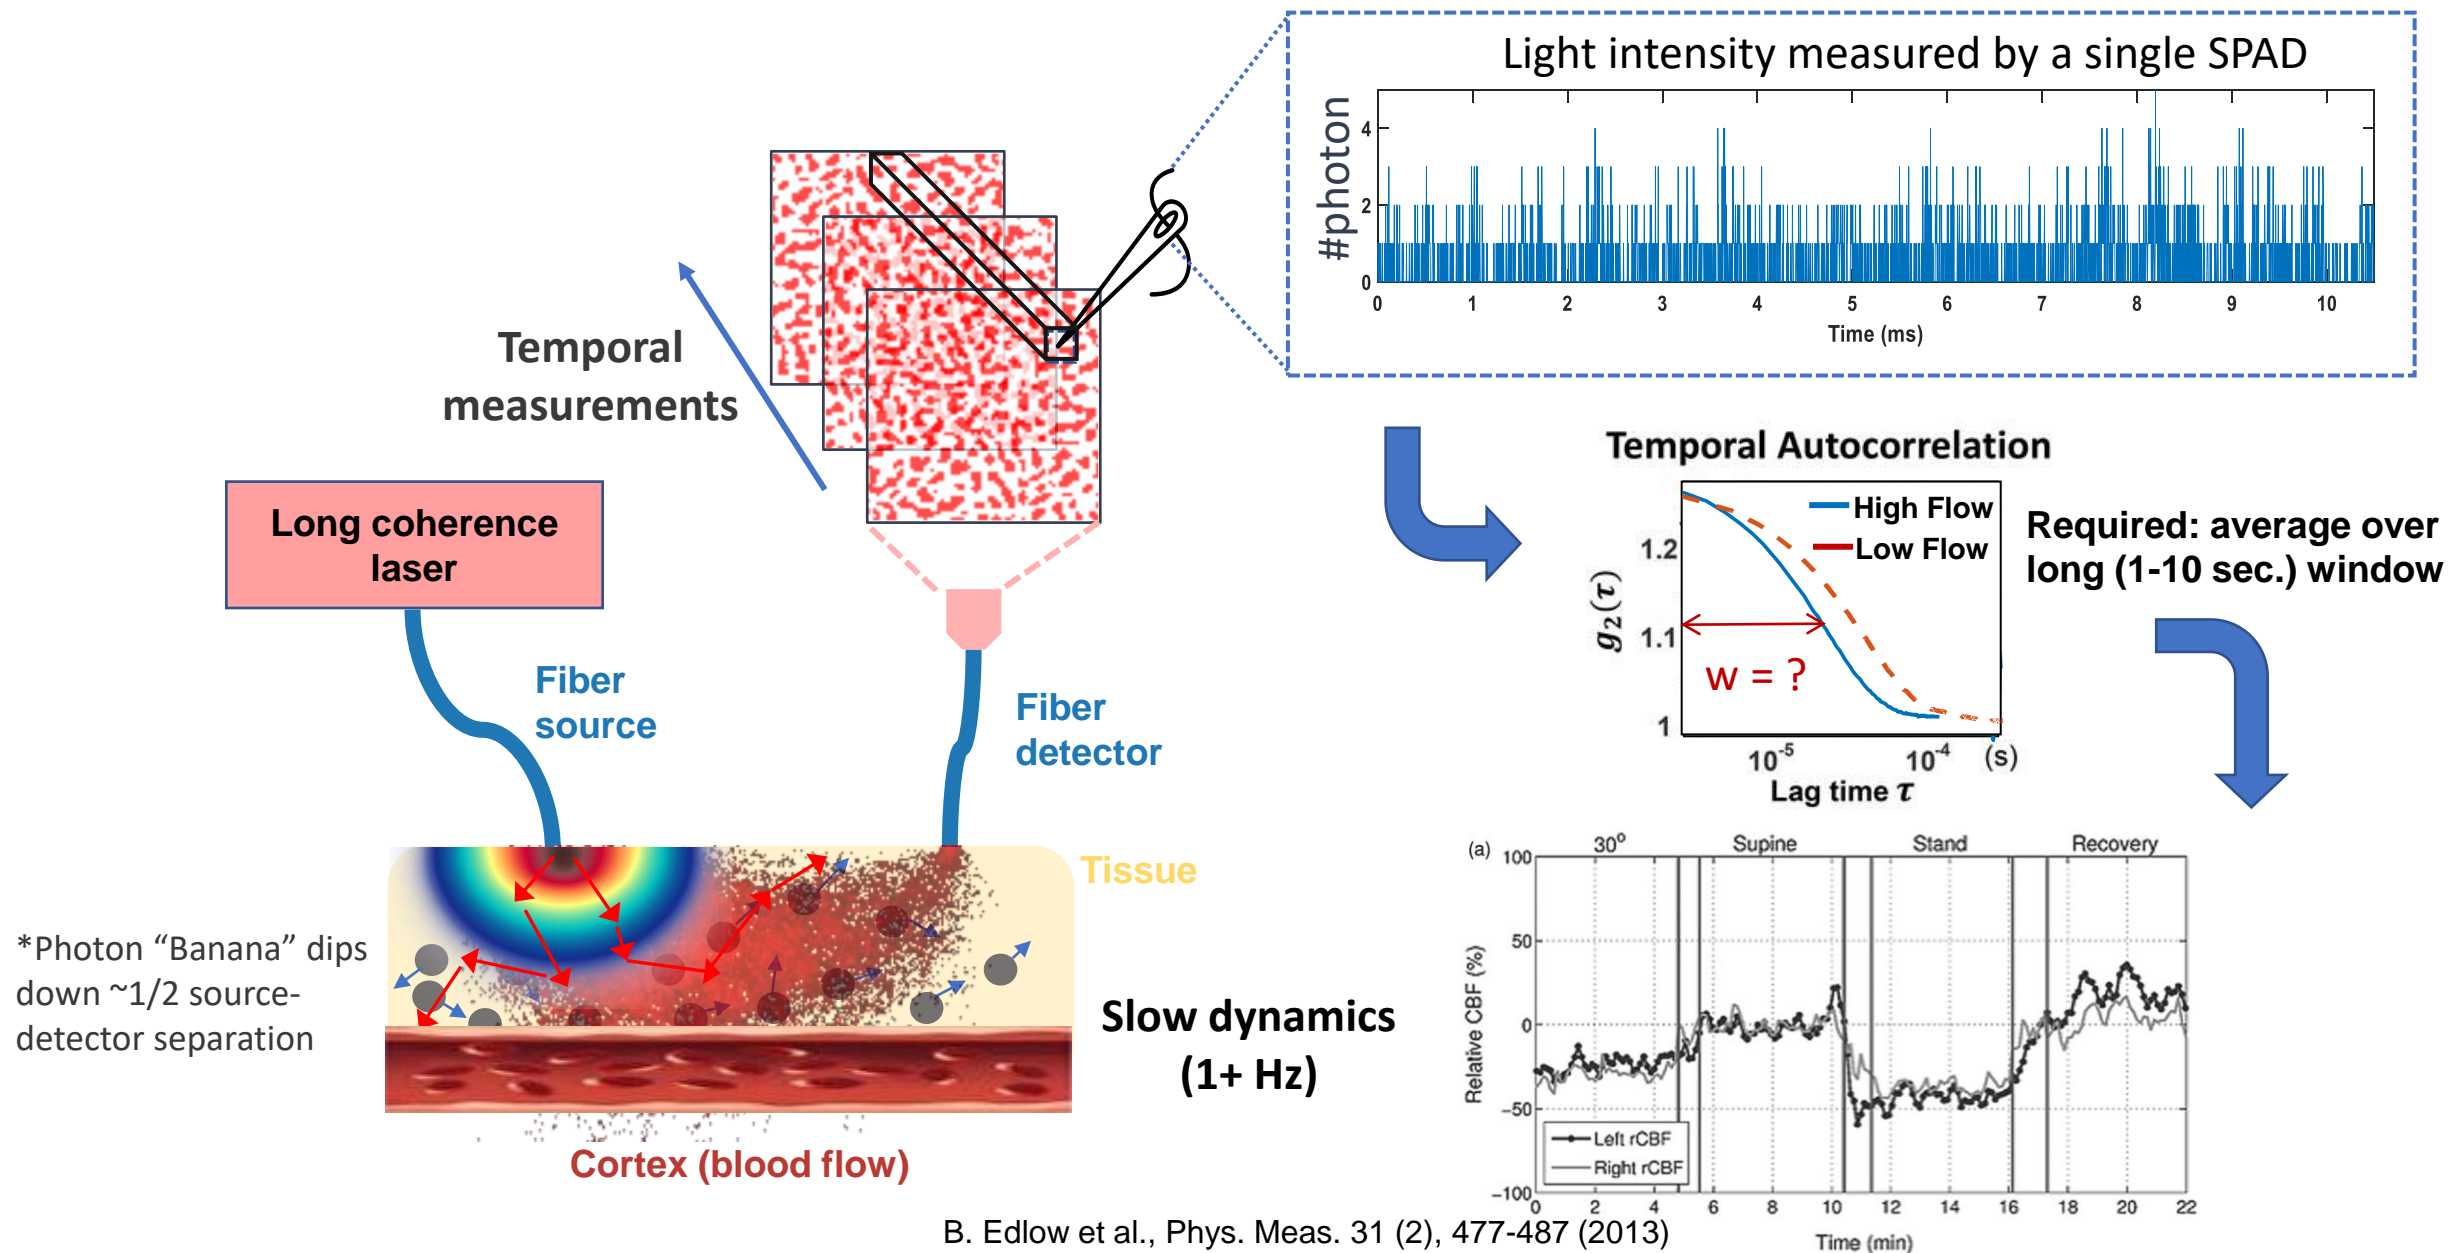 Light intensity measured by a single SPAD
#photon
4
2
0
0 1 2 3 4 5 6 7 8 9 10
Time (ms)
Temporal
measurements
Long coherence
laser
Fiber
source
Fiber
detector
Tissue
*Photon “Banana” dips
down ~1/2 source-
detector separation
Slow dynamics
(1+ Hz)
Cortex (blood flow)
Temporal Autocorrelation
High Flow
Low Flow
g₂(τ)
1.2
1.1
1
w = ?
10⁻⁵ 10⁻⁴ (s)
Lag time τ
Required: average over
long (1-10 sec.) window
(a)
30° Supine Stand Recovery
Relative CBF (%)
100
50
0
−50
−100
Left rCBF
Right rCBF
0 2 4 6 8 10 12 14 16 18 20 22
Time (min)
B. Edlow et al., Phys. Meas. 31 (2), 477-487 (2013)